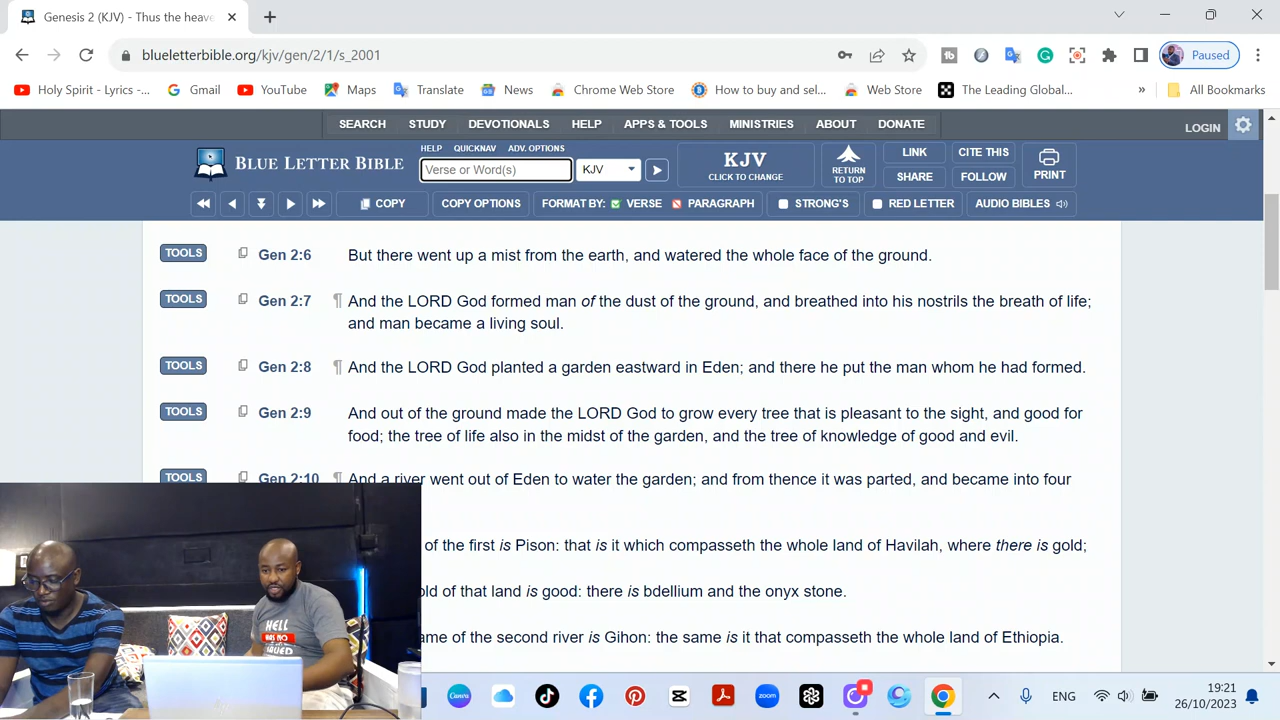 Genesis 2 (KJV) - Thus the heave
blueletterbible.org/kjv/gen/2/1/s_2001
Paused
Holy Spirit - Lyrics -...
Gmail
YouTube
Maps
Translate
News
Chrome Web Store
How to buy and sel...
Web Store
The Leading Global...
»
All Bookmarks
SEARCH STUDY DEVOTIONALS HELP APPS & TOOLS MINISTRIES ABOUT DONATE
LOGIN
BLUE LETTER BIBLE
HELP QUICKNAV ADV. OPTIONS
Verse or Word(s)
KJV
KJV
CLICK TO CHANGE
RETURN
TO TOP
LINK
CITE THIS
SHARE
FOLLOW
PRINT
COPY
COPY OPTIONS
FORMAT BY: VERSE PARAGRAPH
STRONG'S
RED LETTER
AUDIO BIBLES
TOOLS Gen 2:6 But there went up a mist from the earth, and watered the whole face of the ground.
TOOLS Gen 2:7 ¶ And the LORD God formed man of the dust of the ground, and breathed into his nostrils the breath of life;
and man became a living soul.
TOOLS Gen 2:8 ¶ And the LORD God planted a garden eastward in Eden; and there he put the man whom he had formed.
TOOLS Gen 2:9 And out of the ground made the LORD God to grow every tree that is pleasant to the sight, and good for
food; the tree of life also in the midst of the garden, and the tree of knowledge of good and evil.
TOOLS Gen 2:10 ¶ And a river went out of Eden to water the garden; and from thence it was parted, and became into four
of the first is Pison: that is it which compasseth the whole land of Havilah, where there is gold;
old of that land is good: there is bdellium and the onyx stone.
ame of the second river is Gihon: the same is it that compasseth the whole land of Ethiopia.
HELL
HAS NO
Canva
zoom
ENG
19:21
26/10/2023